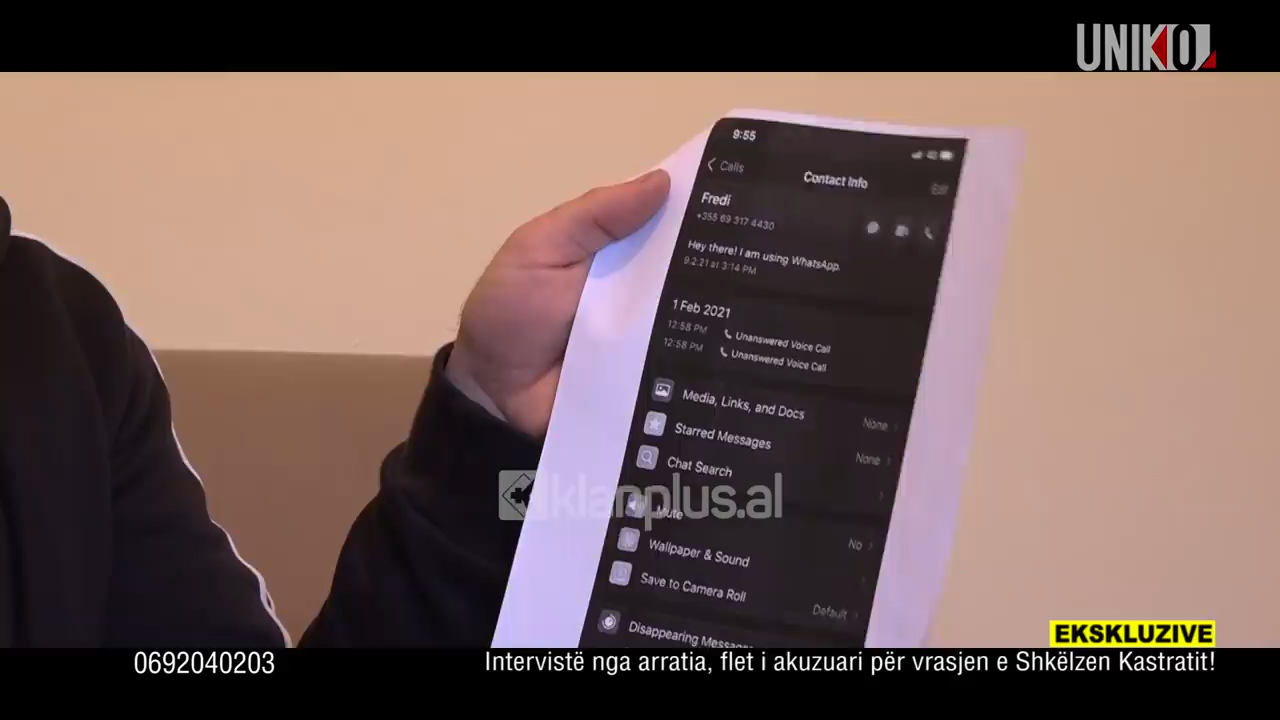 UNIKO
9:55
Calls
Contact Info
Edit
Fredi
+355 69 317 4430
Hey there! I am using WhatsApp.
9.2.21 at 3:14 PM
1 Feb 2021
12:58 PM Unanswered Voice Call
12:58 PM Unanswered Voice Call
Media, Links, and Docs None
Starred Messages None
Chat Search
klanplus.al
Mute No
Wallpaper & Sound
Save to Camera Roll Default
Disappearing Messages
EKSKLUZIVE
0692040203
Intervistë nga arratia, flet i akuzuari për vrasjen e Shkëlzen Kastratit!